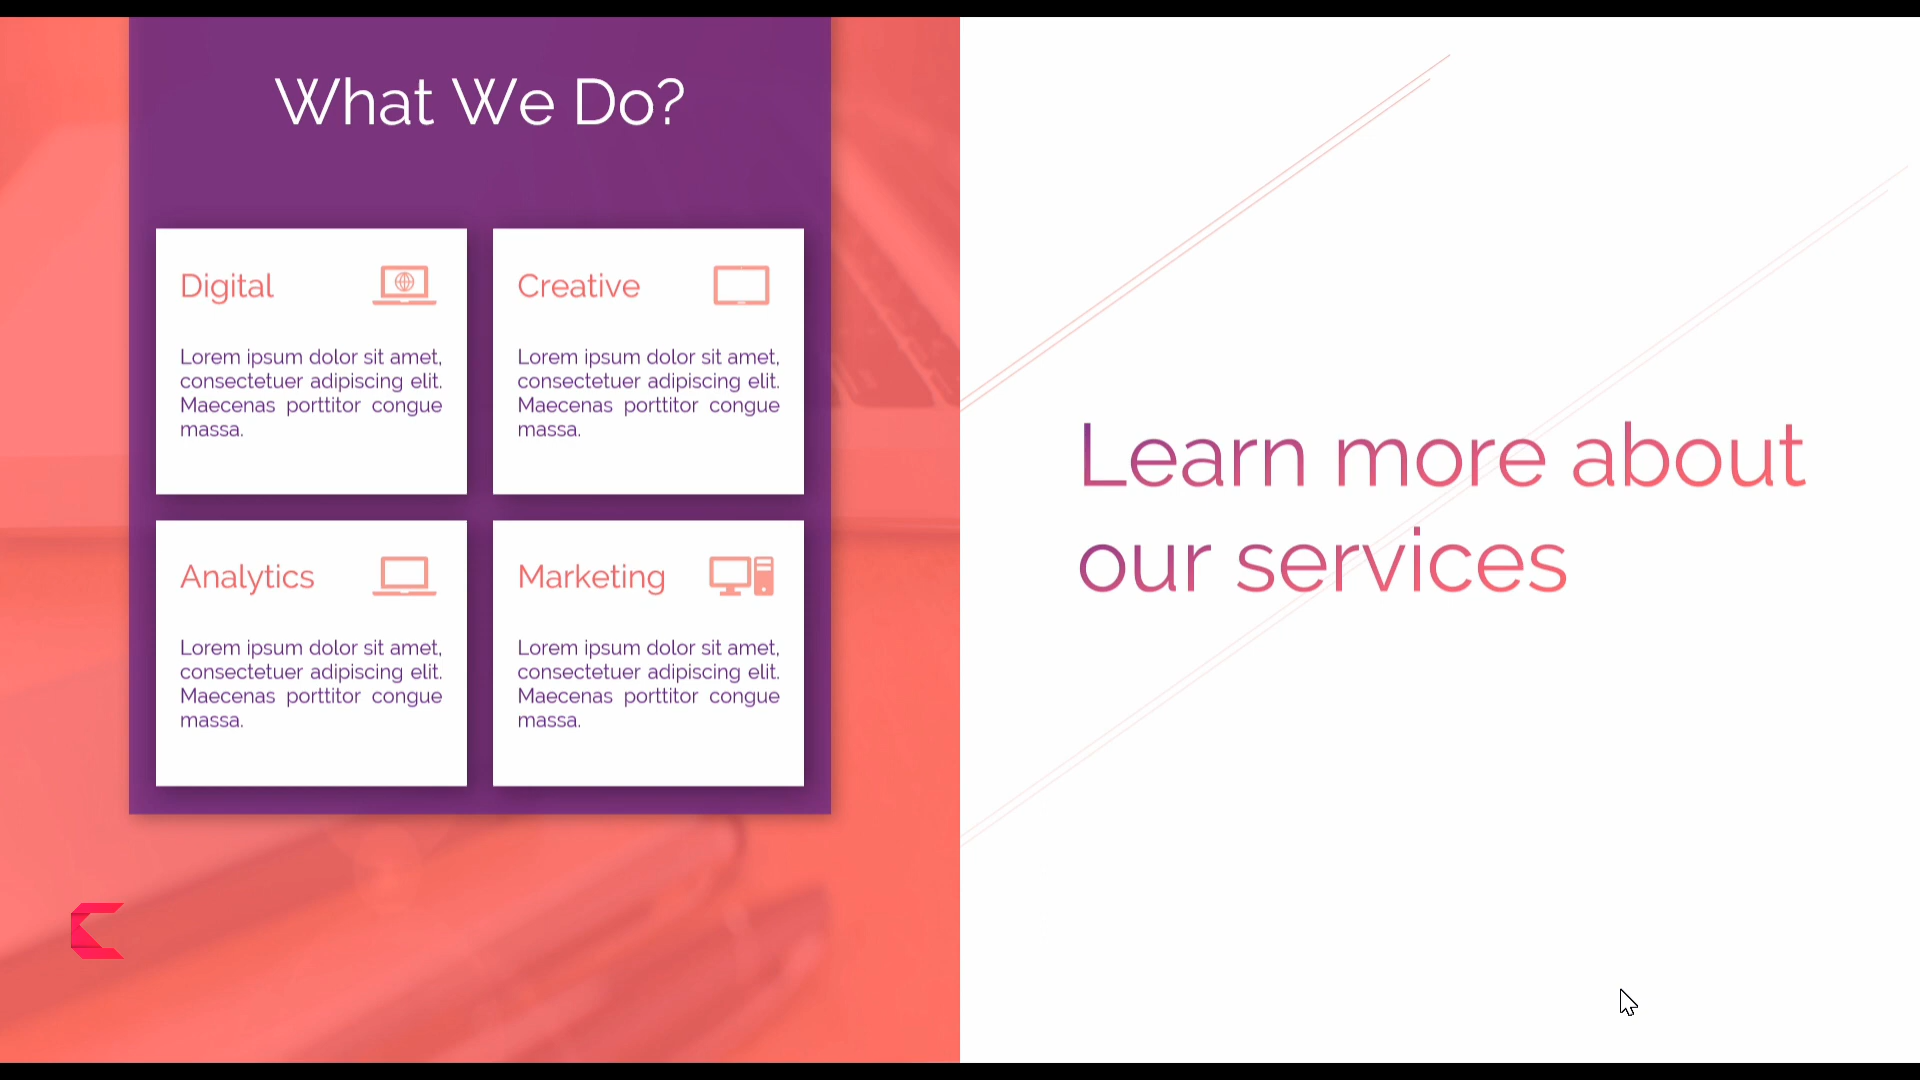 What We Do?
Digital
Lorem ipsum dolor sit amet,
consectetuer adipiscing elit.
Maecenas porttitor congue
massa.
Creative
Lorem ipsum dolor sit amet,
consectetuer adipiscing elit.
Maecenas porttitor congue
massa.
Analytics
Lorem ipsum dolor sit amet,
consectetuer adipiscing elit.
Maecenas porttitor congue
massa.
Marketing
Lorem ipsum dolor sit amet,
consectetuer adipiscing elit.
Maecenas porttitor congue
massa.
Learn more about
our services